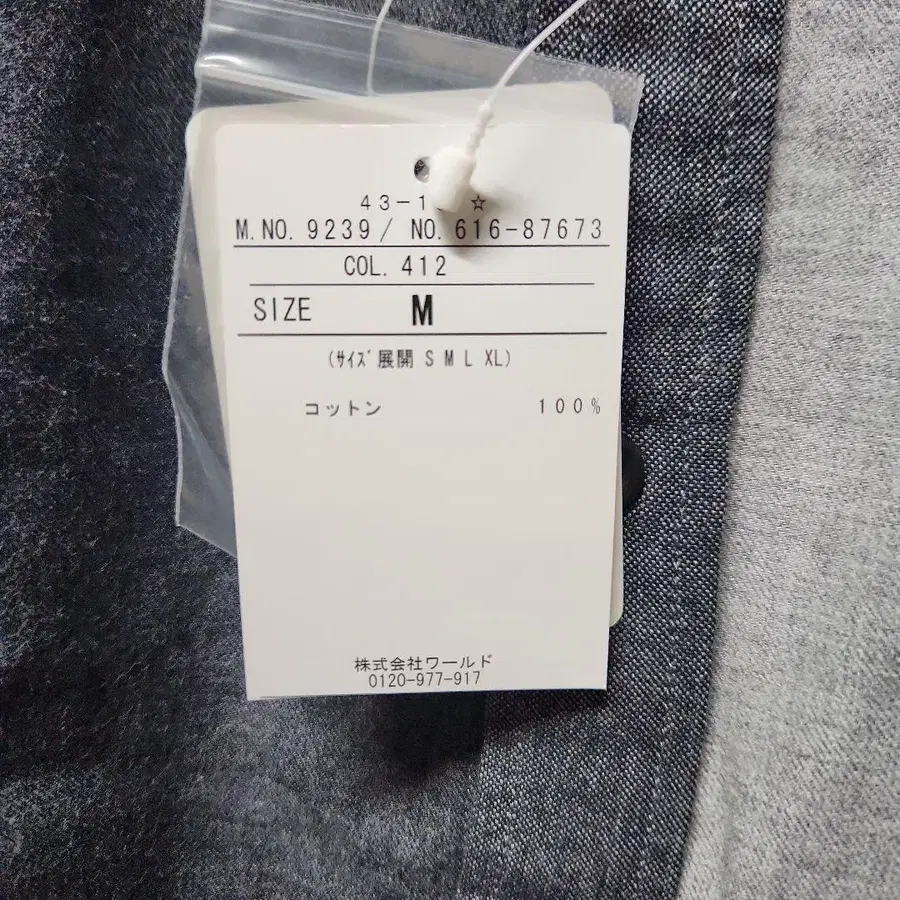 43-1 ☆
M.NO. 9239/ NO. 616-87673
COL. 412
SIZE M
(ｻｲｽﾞ展開 S M L XL)
コットン 100%
株式会社ワールド
0120-977-917